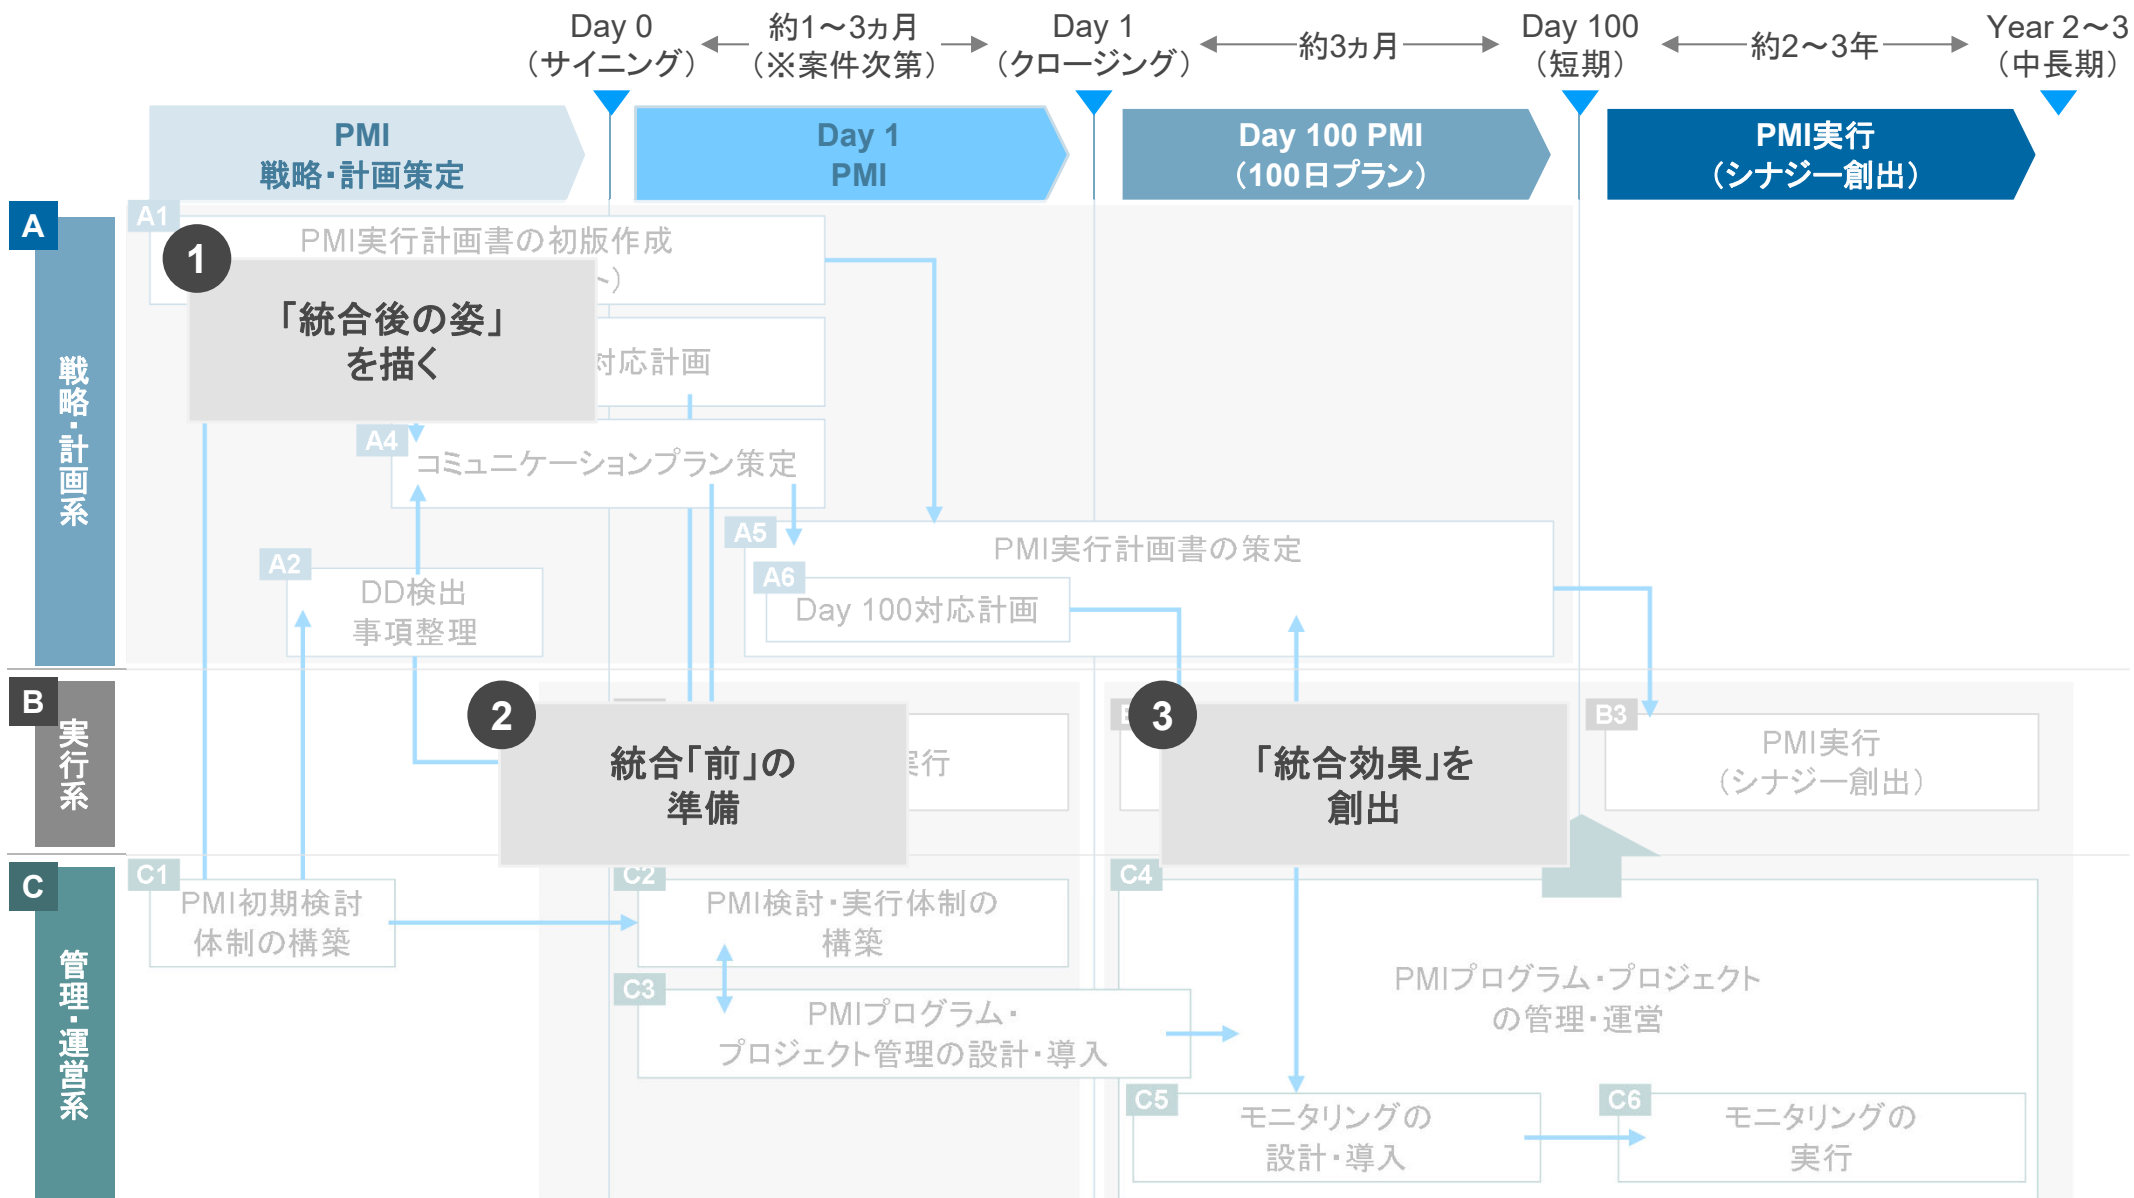 Day 0
（サイニング）
約1～3ヵ月
（※案件次第）
Day 1
（クロージング）
約3ヵ月
Day 100
（短期）
約2～3年
Year 2～3
（中長期）
PMI
戦略・計画策定
Day 1
PMI
Day 100 PMI
（100日プラン）
PMI実行
（シナジー創出）
A
戦略・計画系
A1
PMI実行計画書の初版作成
ト）
1
「統合後の姿」
を描く
対応計画
A4
コミュニケーションプラン策定
A2
DD検出
事項整理
A5
PMI実行計画書の策定
A6
Day 100対応計画
B
実行系
2
統合「前」の
準備
実行
3
「統合効果」を
創出
B3
PMI実行
（シナジー創出）
C
管理・運営系
C1
PMI初期検討
体制の構築
C2
PMI検討・実行体制の
構築
C3
PMIプログラム・
プロジェクト管理の設計・導入
C4
PMIプログラム・プロジェクト
の管理・運営
C5
モニタリングの
設計・導入
C6
モニタリングの
実行